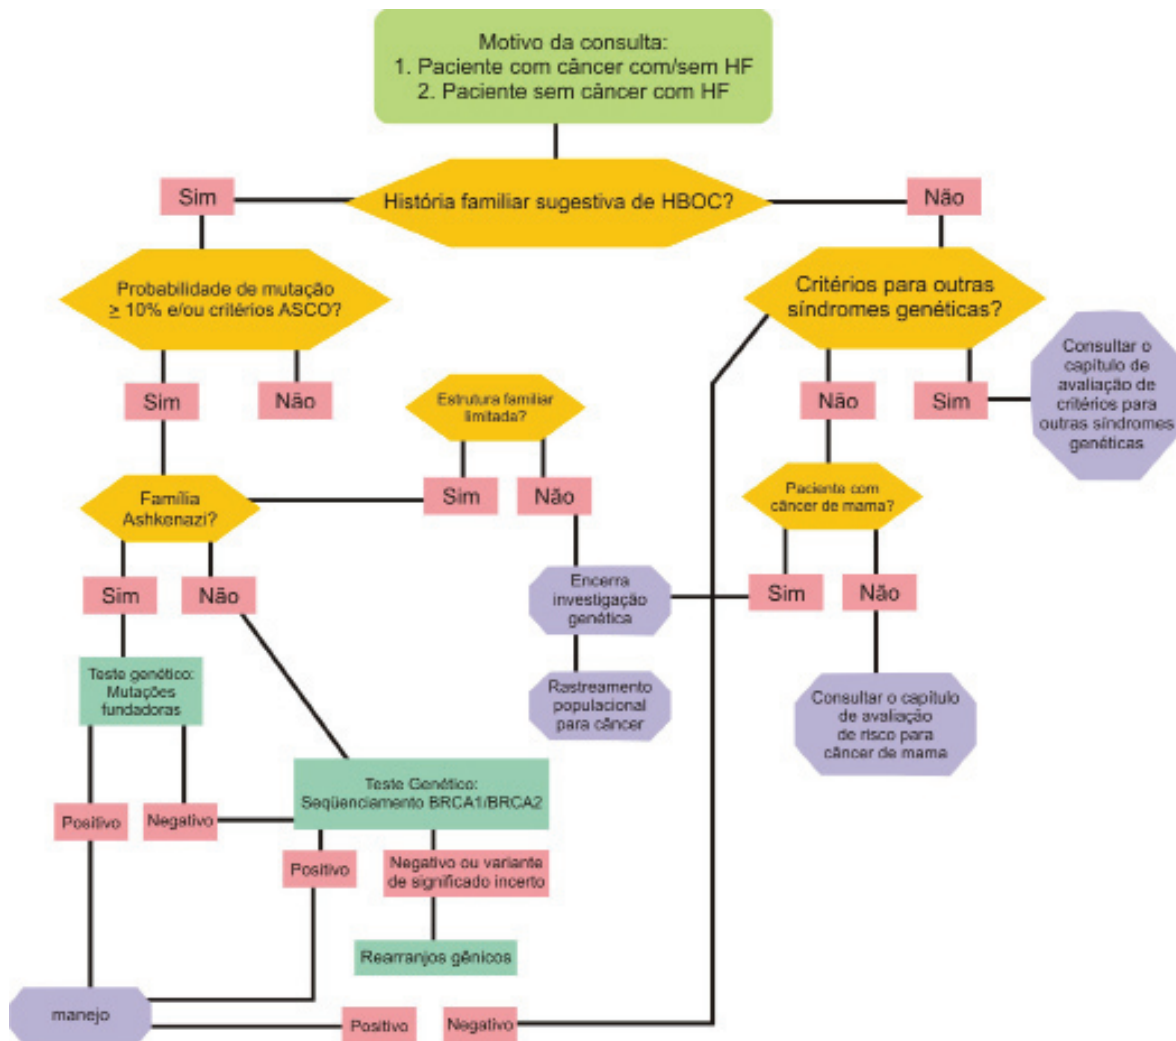 Motivo da consulta:
1. Paciente com câncer com/sem HF
2. Paciente sem câncer com HF
História familiar sugestiva de HBOC?
Sim
Não
Probabilidade de mutação
≥ 10% e/ou critérios ASCO?
Sim
Não
Critérios para outras
síndromes genéticas?
Não
Sim
Consultar o
capítulo de
avaliação de
critérios para
outras síndromes
genéticas
Estrutura familiar
limitada?
Sim
Não
Família
Ashkenazi?
Sim
Não
Paciente com
câncer de mama?
Sim
Não
Encerra
investigação
genética
Rastreamento
populacional
para câncer
Consultar o capítulo
de avaliação
de risco para
câncer de mama
Teste genético:
Mutações
fundadoras
Positivo
Negativo
Teste Genético:
Seqüenciamento BRCA1/BRCA2
Positivo
Negativo ou variante
de significado incerto
Rearranjos gênicos
manejo
Positivo
Negativo